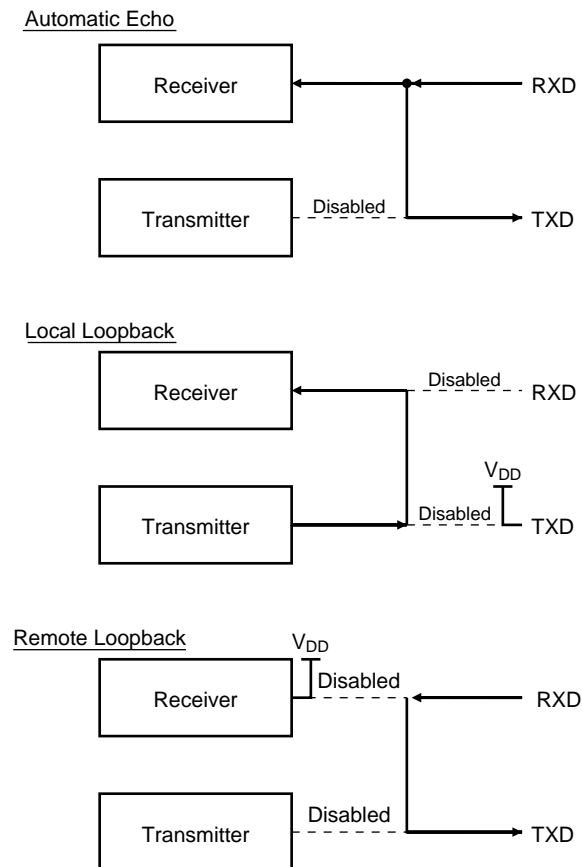 Automatic Echo
Receiver
RXD
Transmitter
Disabled
TXD
Local Loopback
Receiver
Disabled
RXD
VDD
Transmitter
Disabled
TXD
Remote Loopback
VDD
Receiver
Disabled
RXD
Transmitter
Disabled
TXD